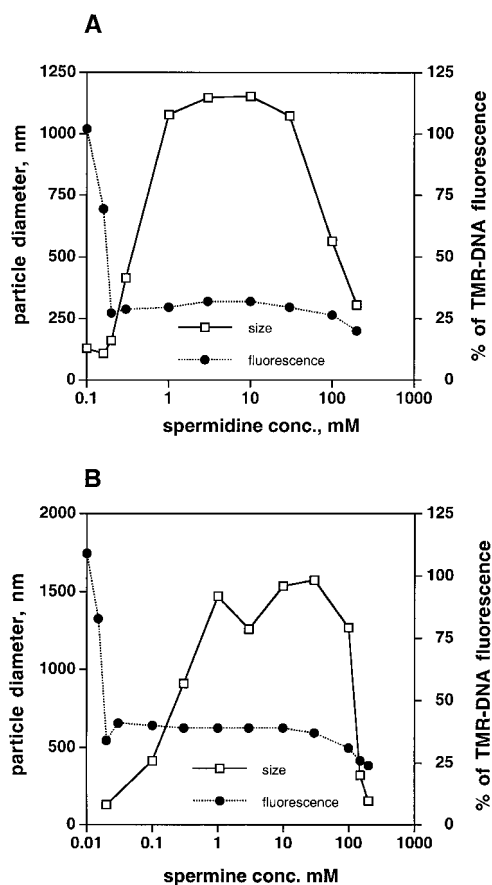 A
particle diameter, nm
1250
1000
750
500
250
0
% of TMR-DNA fluorescence
125
100
75
50
25
0
size
fluorescence
0.1 1 10 100 1000
spermidine conc., mM
B
particle diameter, nm
2000
1500
1000
500
0
% of TMR-DNA fluorescence
125
100
75
50
25
0
size
fluorescence
0.01 0.1 1 10 100 1000
spermine conc. mM